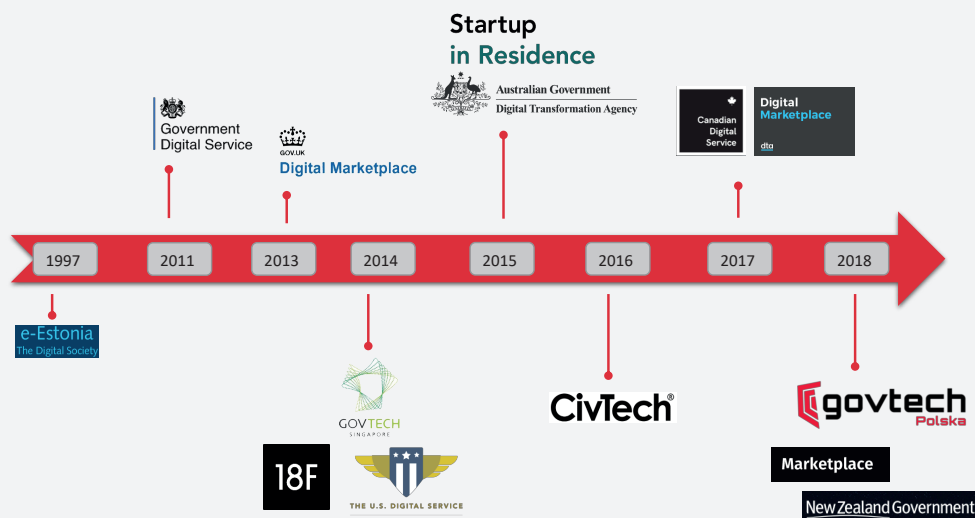 Startup
in Residence
Australian Government
Digital Transformation Agency
Government
Digital Service
GOV.UK
Digital Marketplace
Canadian
Digital
Service
Digital
Marketplace
dta
1997
2011
2013
2014
2015
2016
2017
2018
e-Estonia
The Digital Society
GOVTECH
SINGAPORE
18F
THE U.S. DIGITAL SERVICE
CivTech®
govtech
Polska
Marketplace
New Zealand Government